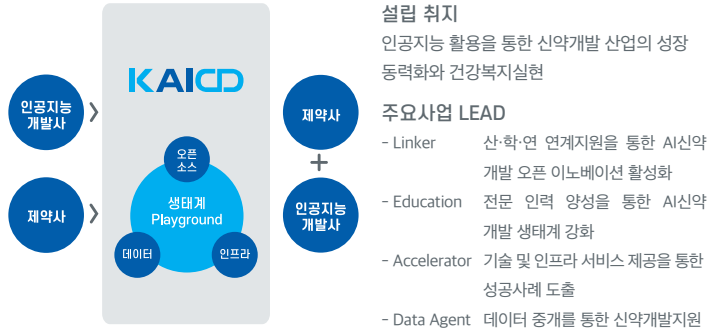 KAICD
인공지능
개발사
제약사
오픈
소스
생태계
Playground
데이터
인프라
제약사
+
인공지능
개발사
설립 취지
인공지능 활용을 통한 신약개발 산업의 성장
동력화와 건강복지실현
주요사업 LEAD
- Linker 산·학·연 연계지원을 통한 AI신약
개발 오픈 이노베이션 활성화
- Education 전문 인력 양성을 통한 AI신약
개발 생태계 강화
- Accelerator 기술 및 인프라 서비스 제공을 통한
성공사례 도출
- Data Agent 데이터 중개를 통한 신약개발지원